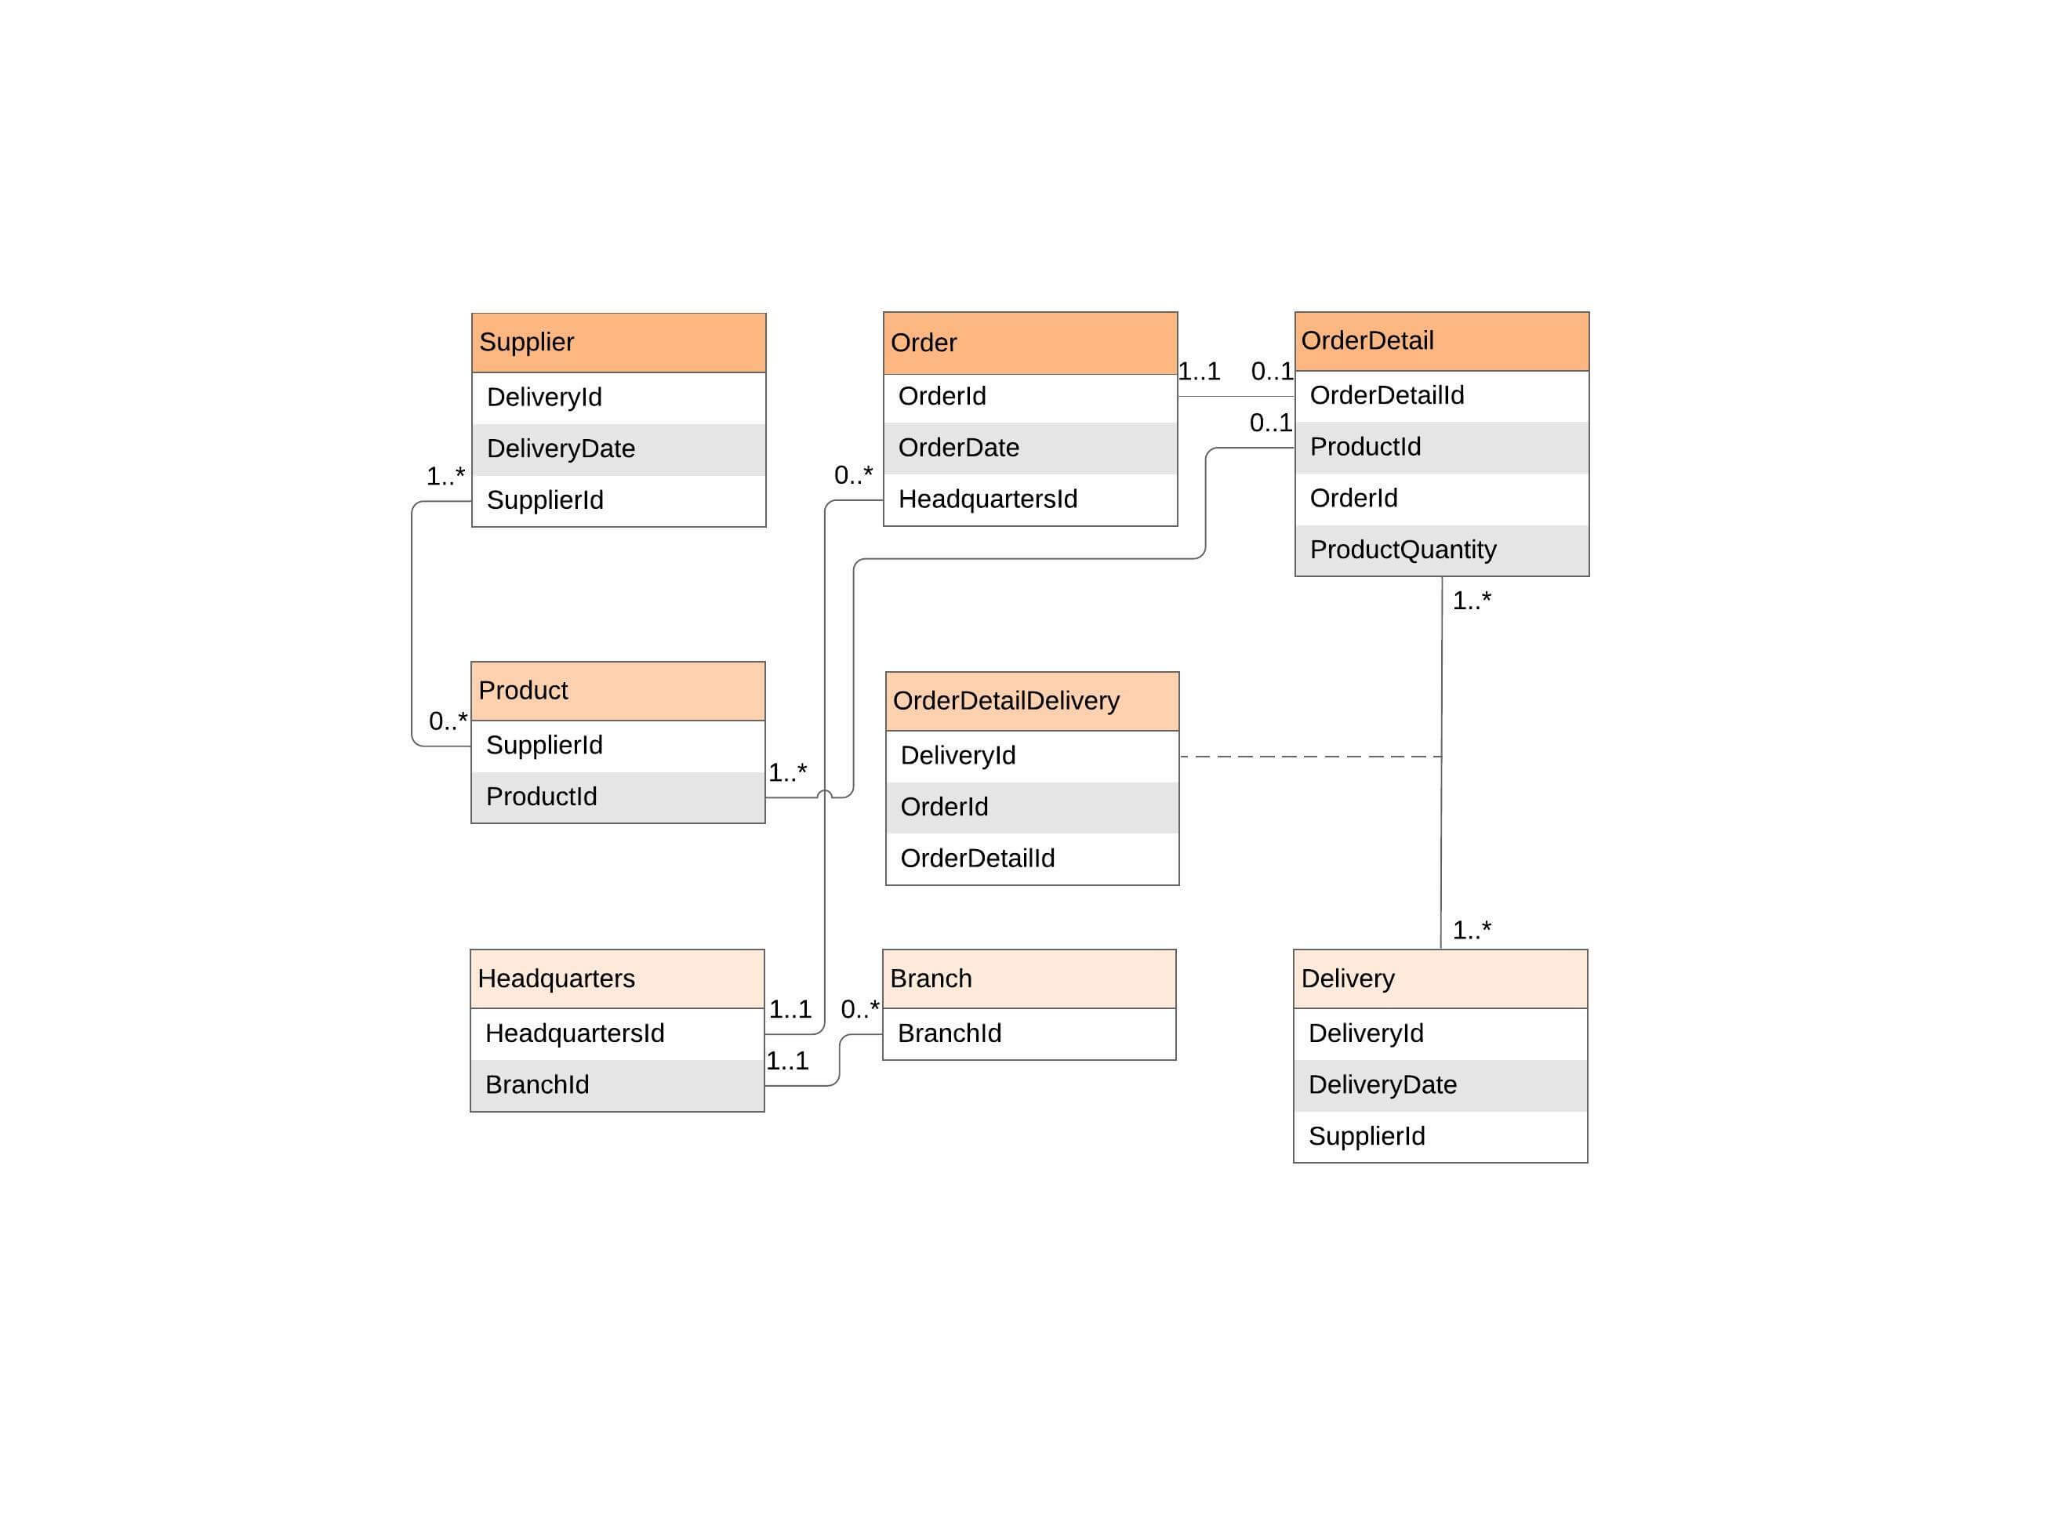 Supplier
DeliveryId
DeliveryDate
SupplierId
1..*
Order
OrderId
OrderDate
HeadquartersId
0..*
1..1
0..1
0..1
OrderDetail
OrderDetailId
ProductId
OrderId
ProductQuantity
1..*
Product
SupplierId
ProductId
0..*
1..*
OrderDetailDelivery
DeliveryId
OrderId
OrderDetailId
Headquarters
HeadquartersId
BranchId
1..1
1..1
0..*
Branch
BranchId
1..*
Delivery
DeliveryId
DeliveryDate
SupplierId